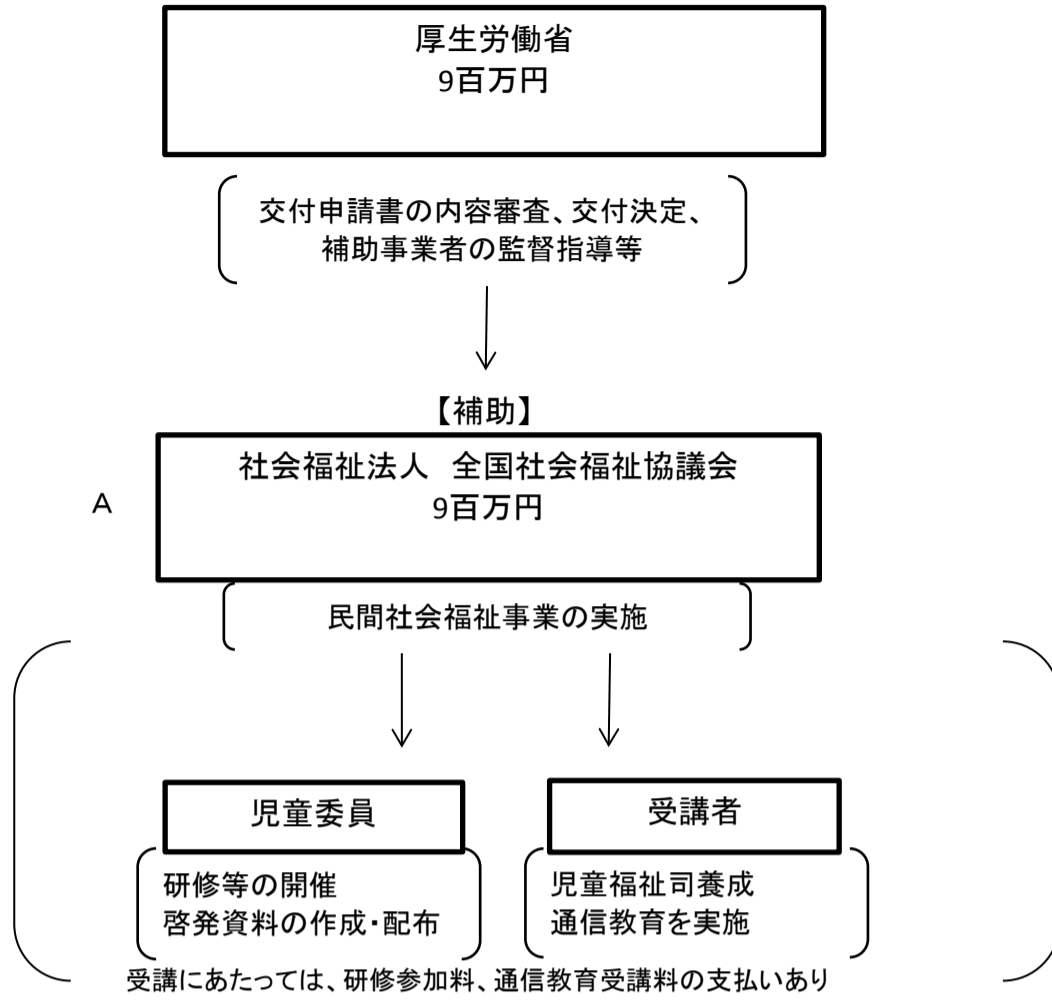 厚生労働省
9百万円
交付申請書の内容審査、交付決定、
補助事業者の監督指導等
【補助】
A
社会福祉法人　全国社会福祉協議会
9百万円
民間社会福祉事業の実施
児童委員
研修等の開催
啓発資料の作成・配布
受講者
児童福祉司養成
通信教育を実施
受講にあたっては、研修参加料、通信教育受講料の支払いあり